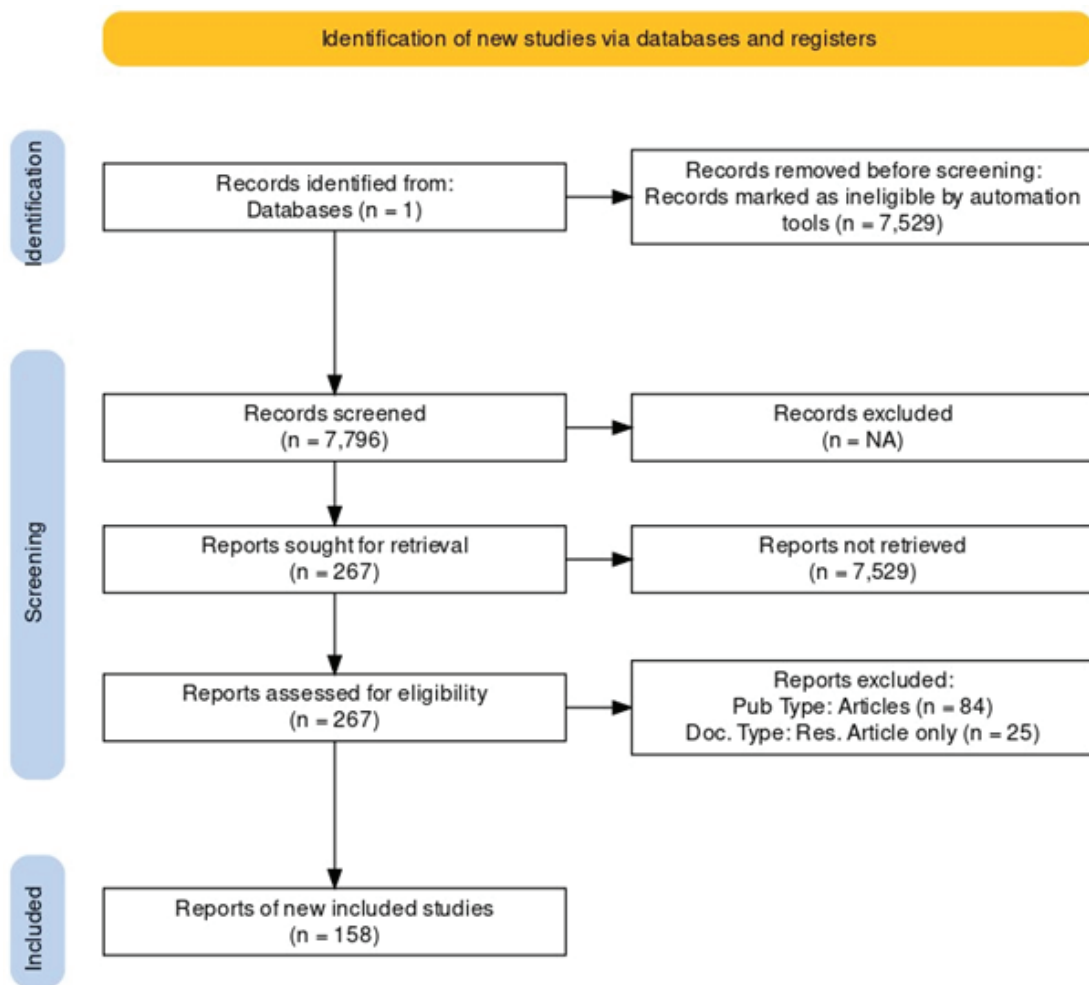 Identification of new studies via databases and registers
Identification
Records identified from:
Databases (n = 1)
Records removed before screening:
Records marked as ineligible by automation
tools (n = 7,529)
Screening
Records screened
(n = 7,796)
Records excluded
(n = NA)
Reports sought for retrieval
(n = 267)
Reports not retrieved
(n = 7,529)
Reports assessed for eligibility
(n = 267)
Reports excluded:
Pub Type: Articles (n = 84)
Doc. Type: Res. Article only (n = 25)
Included
Reports of new included studies
(n = 158)